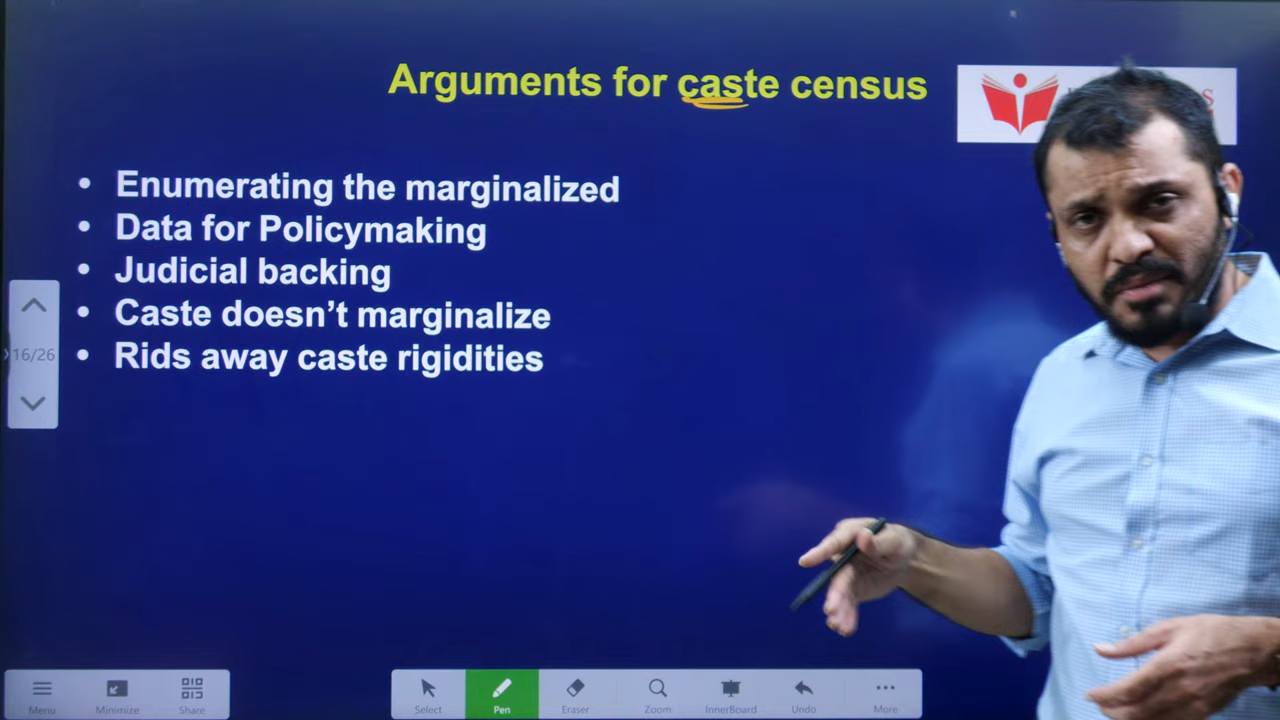 Arguments for caste census
• Enumerating the marginalized
• Data for Policymaking
• Judicial backing
• Caste doesn't marginalize
• Rids away caste rigidities
16/26
Menu
Minimize
Share
Select
Pen
Eraser
Zoom
InnerBoard
Undo
More